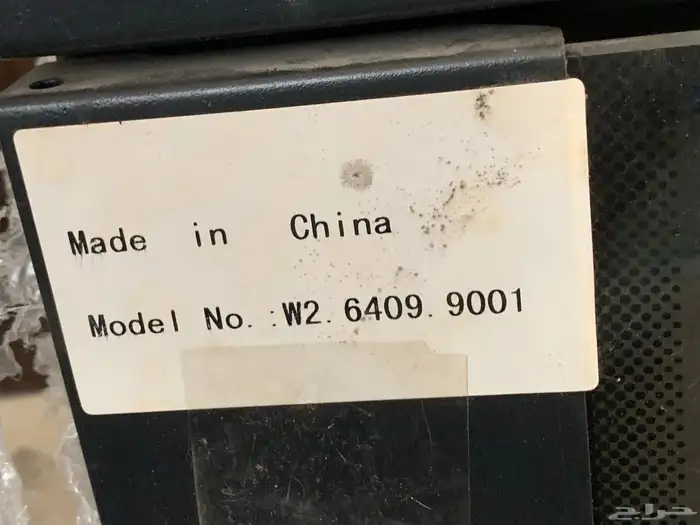 Made in China
Model No.:W2.6409.9001
حراج